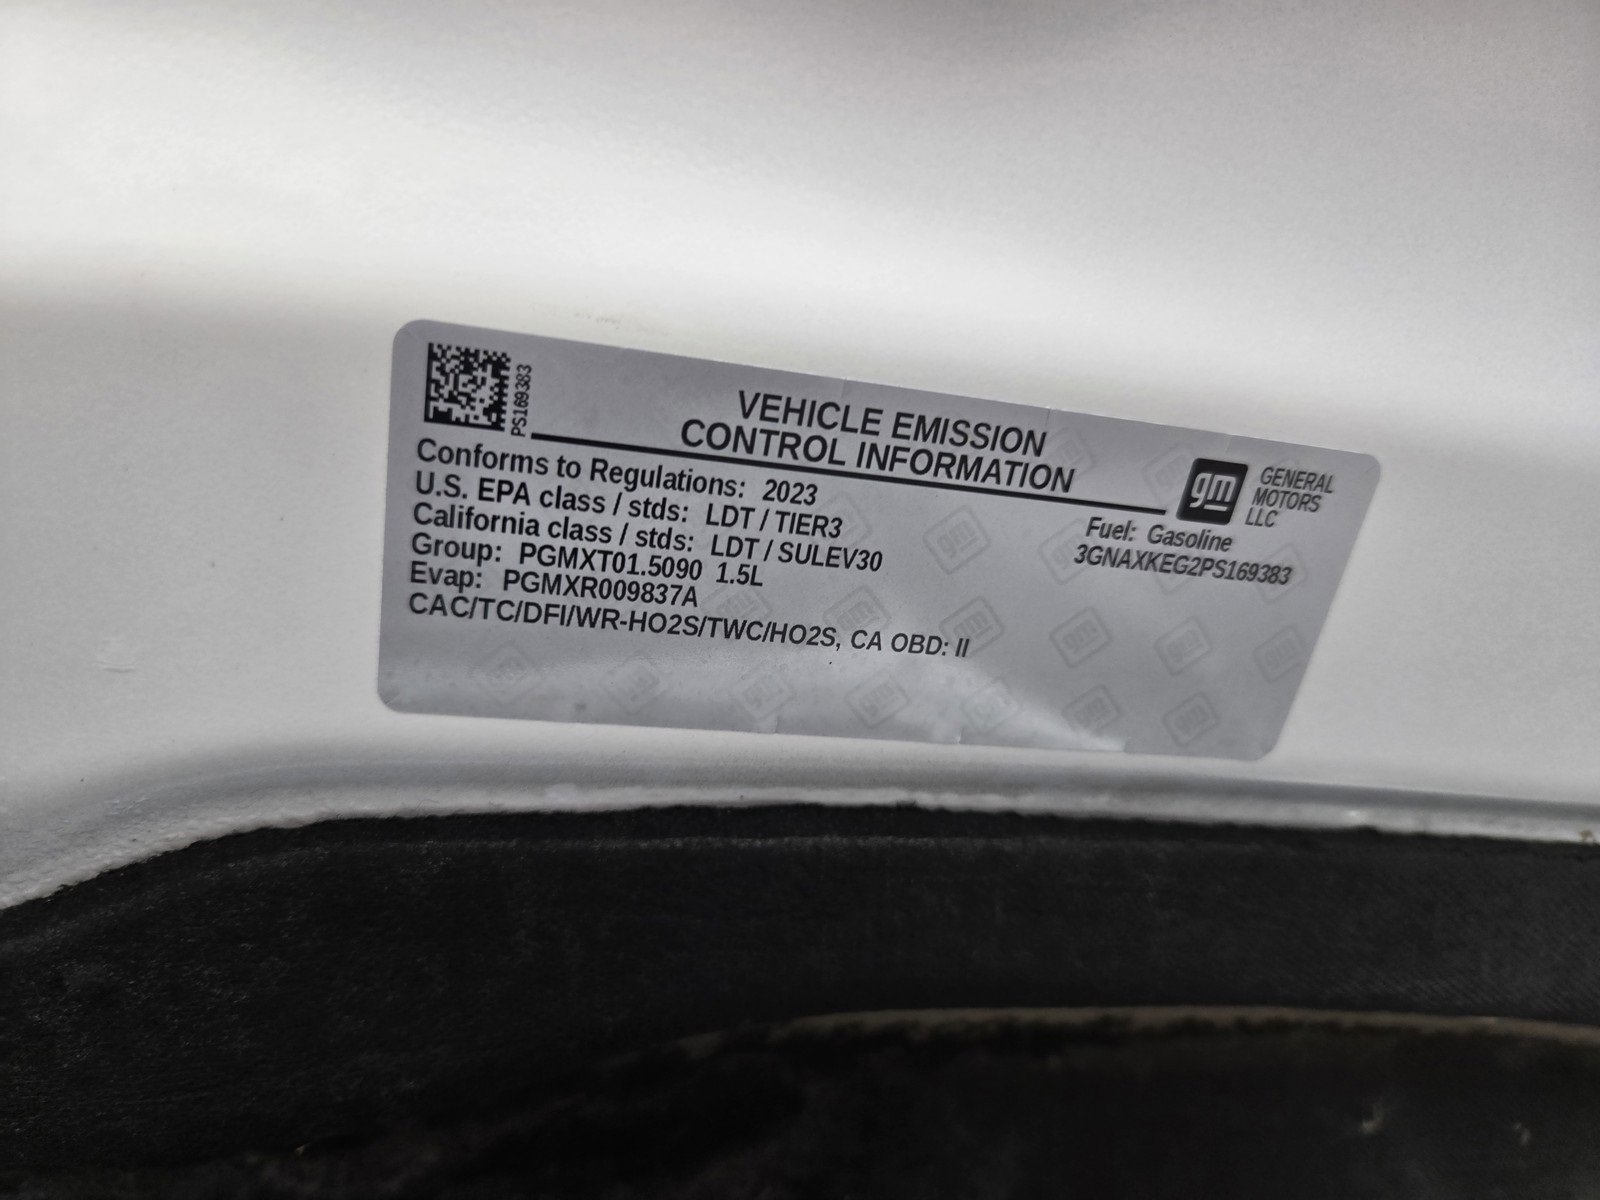 PS169383
VEHICLE EMISSION
CONTROL INFORMATION
gm
GENERAL
MOTORS
LLC
Conforms to Regulations: 2023
U.S. EPA class / stds: LDT / TIER3
California class / stds: LDT / SULEV30
Group: PGMXT01.5090 1.5L
Evap: PGMXR009837A
CAC/TC/DFI/WR-HO2S/TWC/HO2S, CA OBD: II
Fuel: Gasoline
3GNAXKEG2PS169383